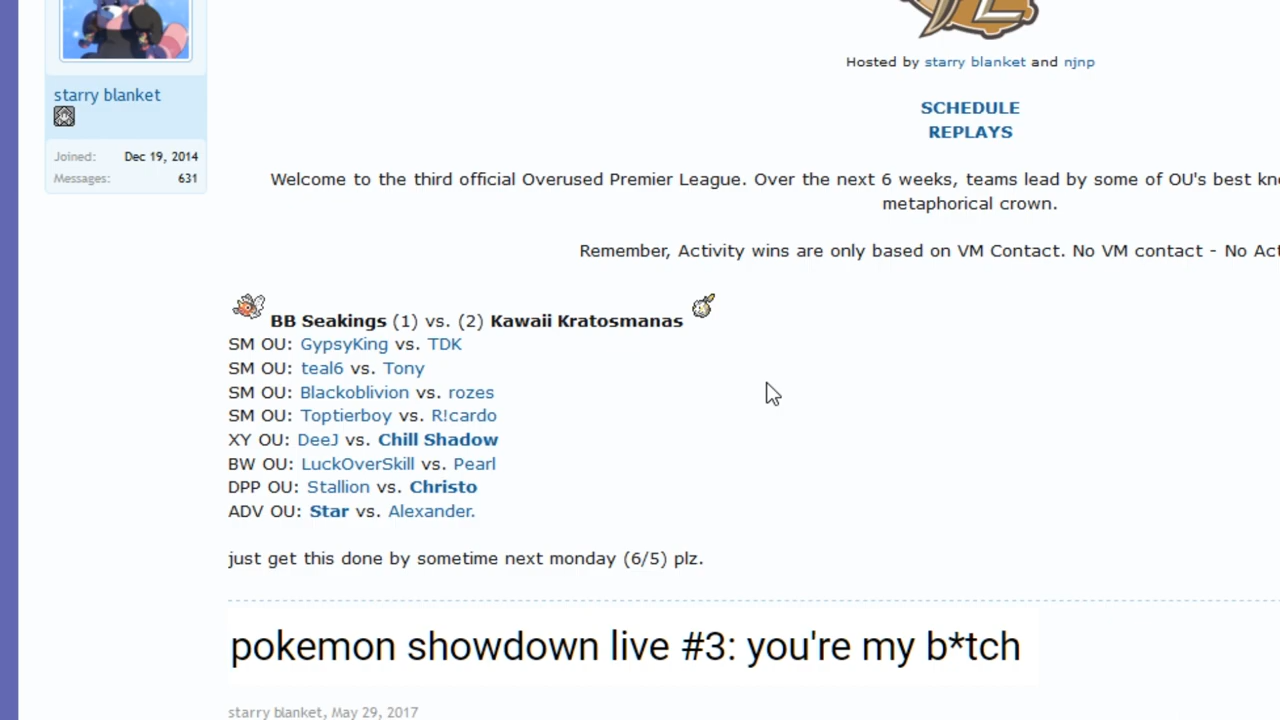 Hosted by starry blanket and njnp
starry blanket
SCHEDULE
REPLAYS
Joined: Dec 19, 2014
Messages: 631
Welcome to the third official Overused Premier League. Over the next 6 weeks, teams lead by some of OU's best
metaphorical crown.
Remember, Activity wins are only based on VM Contact. No VM contact - No
BB Seakings (1) vs. (2) Kawaii Kratosmanas
SM OU: GypsyKing vs. TDK
SM OU: teal6 vs. Tony
SM OU: Blackoblivion vs. rozes
SM OU: Toptierboy vs. R!cardo
XY OU: DeeJ vs. Chill Shadow
BW OU: LuckOverSkill vs. Pearl
DPP OU: Stallion vs. Christo
ADV OU: Star vs. Alexander.
just get this done by sometime next monday (6/5) plz.
pokemon showdown live #3: you're my b*tch
starry blanket, May 29, 2017